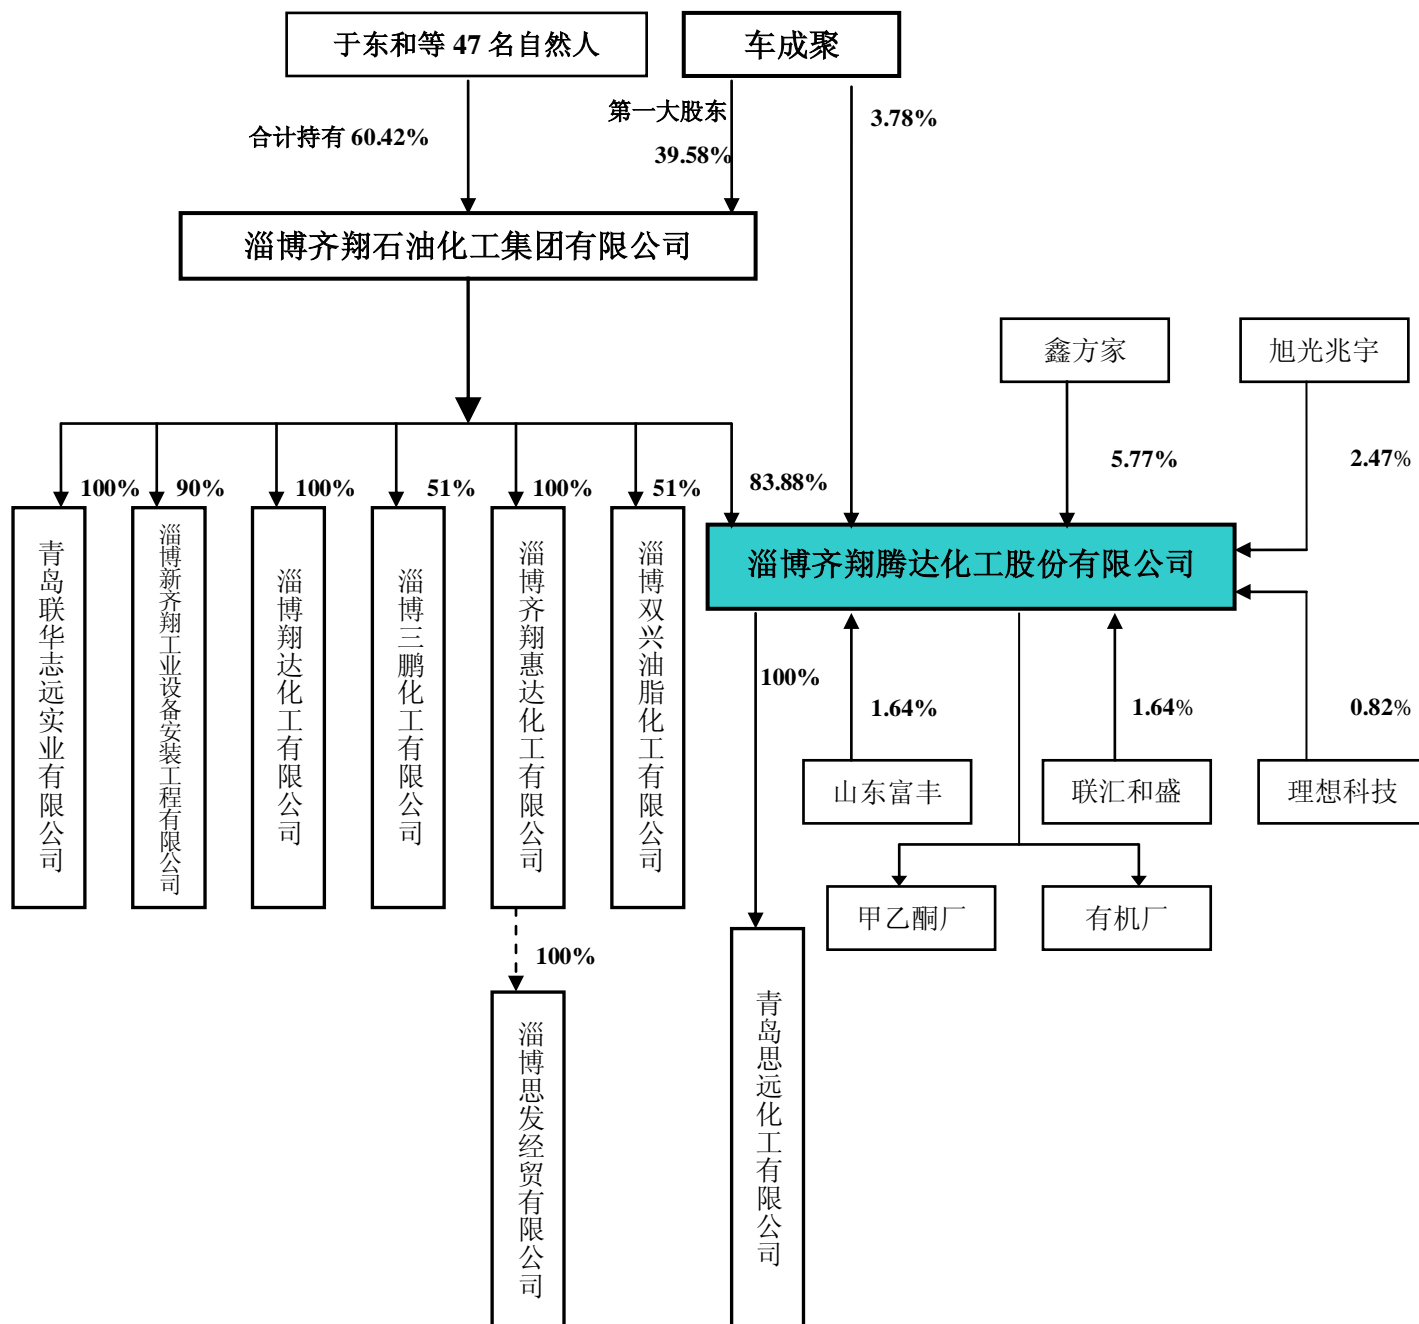 于东和等 47 名自然人
车成聚
第一大股东
3.78%
合计持有 60.42%
39.58%
淄博齐翔石油化工集团有限公司
鑫方家
旭光兆宇
5.77%
2.47%
100%
90%
100%
51%
100%
51%
83.88%
青岛联华志远实业有限公司
淄博新齐翔工业设备安装工程有限公司
淄博翔达化工有限公司
淄博三鹏化工有限公司
淄博齐翔惠达化工有限公司
淄博双兴油脂化工有限公司
淄博齐翔腾达化工股份有限公司
100%
1.64%
1.64%
0.82%
山东富丰
联汇和盛
理想科技
甲乙酮厂
有机厂
100%
淄博思发经贸有限公司
青岛思远化工有限公司